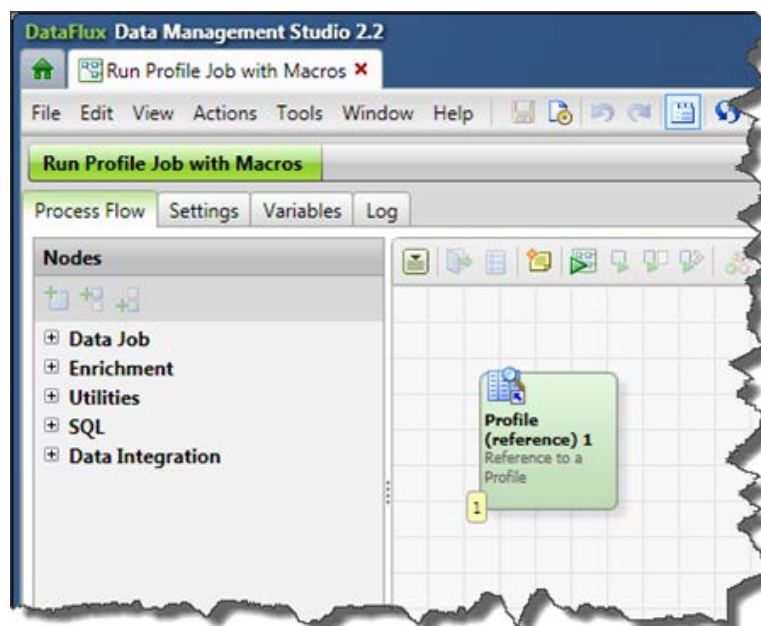 DataFlux Data Management Studio 2.2
Run Profile Job with Macros
File Edit View Actions Tools Window Help
Run Profile Job with Macros
Process Flow Settings Variables Log
Nodes
Data Job
Enrichment
Utilities
SQL
Data Integration
Profile
(reference) 1
Reference to a
Profile
1